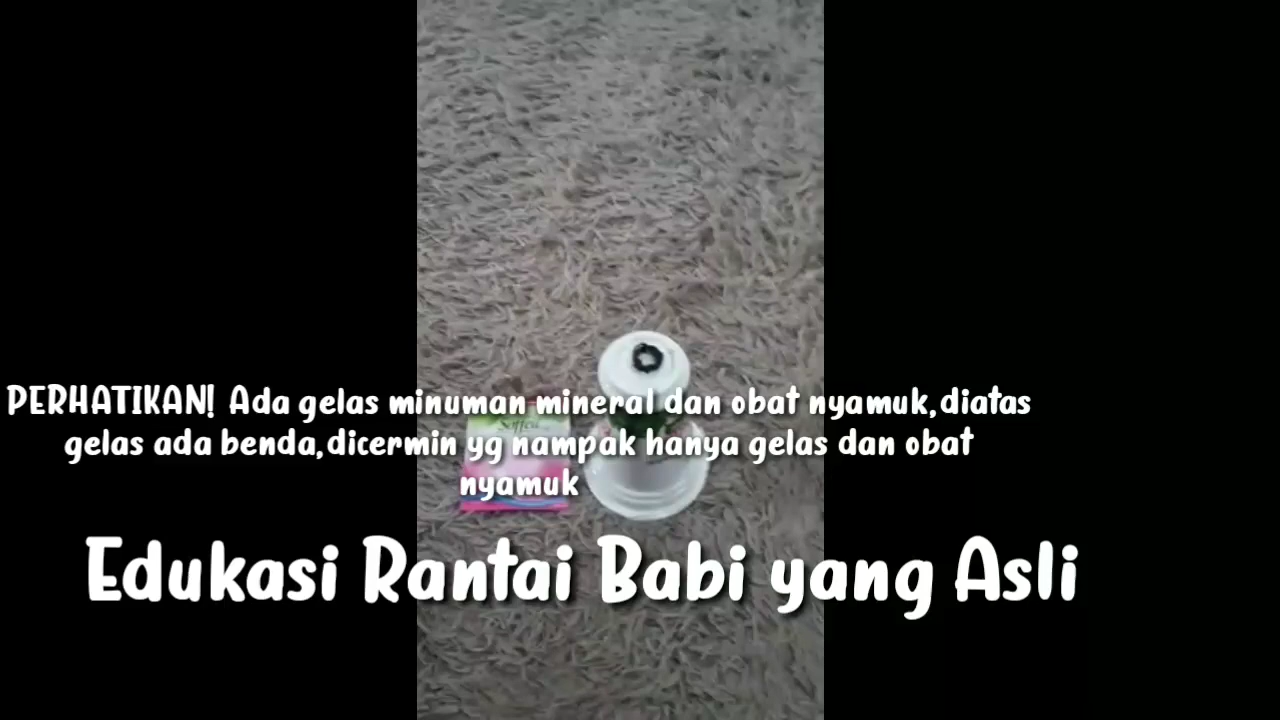 PERHATIKAN! Ada gelas minuman mineral dan obat nyamuk,diatas
gelas ada benda,dicermin yg nampak hanya gelas dan obat
nyamuk
Soffell
Edukasi Rantai Babi yang Asli